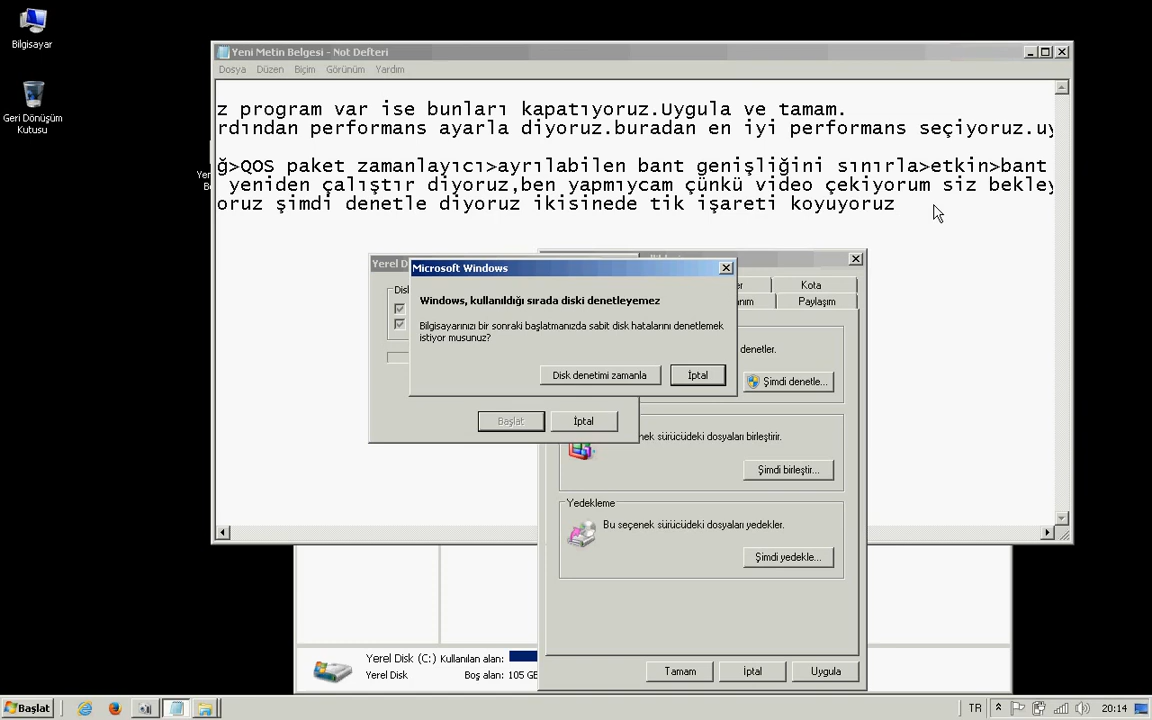 Bilgisayar
Geri Dönüşüm
Kutusu
Yeni Metin Belgesi - Not Defteri
Dosya Düzen Biçim Görünüm Yardım
z program var ise bunları kapatıyoruz.Uygula ve tamam.
rdından performans ayarla diyoruz.buradan en iyi performans seçiyoruz.uy
ğ>QOS paket zamanlayıcı>ayrılabilen bant genişliğini sınırla>etkin>bant
yeniden çalıştır diyoruz,ben yapmıycam çünkü video çekiyorum siz bekley
oruz şimdi denetle diyoruz ikisinede tik işareti koyuyoruz
Yerel D
Disk
Microsoft Windows
Windows, kullanıldığı sırada diski denetleyemez
Bilgisayarınızı bir sonraki başlatmanızda sabit disk hatalarını denetlemek
istiyor musunuz?
Disk denetimi zamanla
İptal
Başlat
İptal
Kota
Paylaşım
denetler.
Şimdi denetle...
sürücüdeki dosyaları birleştirir.
Şimdi birleştir...
Yedekleme
Bu seçenek sürücüdeki dosyaları yedekler.
Şimdi yedekle...
Tamam
İptal
Uygula
Yerel Disk (C:) Kullanılan alan:
Yerel Disk Boş alan: 105 GB
Başlat
TR
20:14